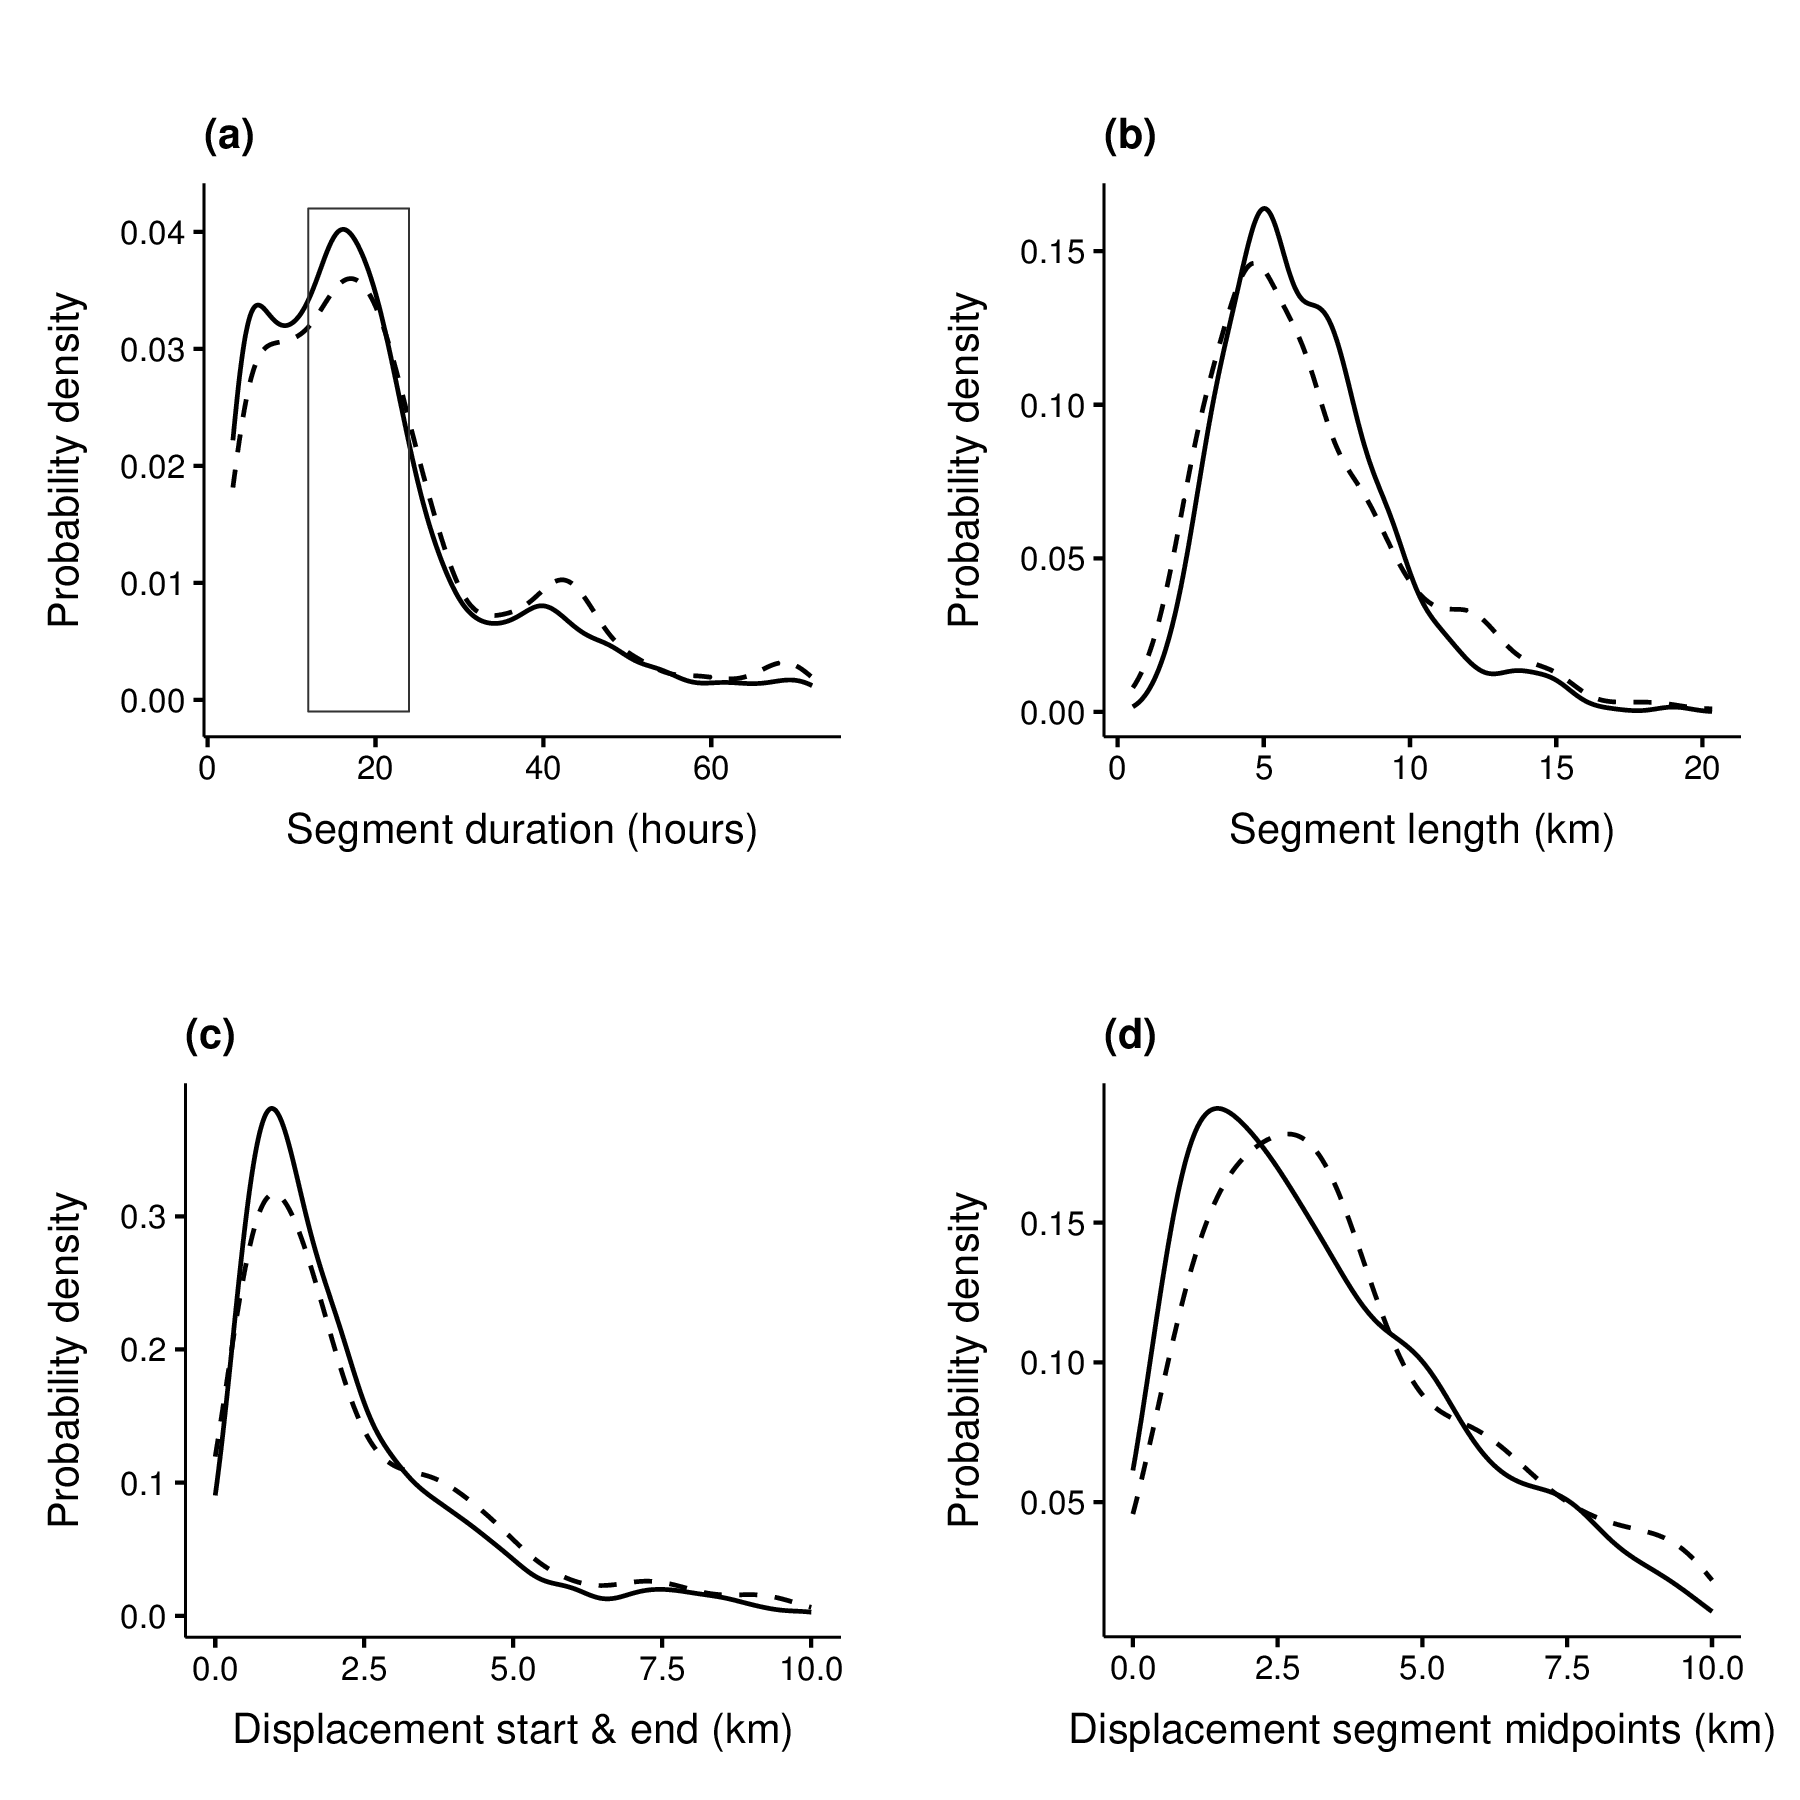 (a)
Probability density
0.04
0.03
0.02
0.01
0.00
0 20 40 60
Segment duration (hours)
(b)
Probability density
0.15
0.10
0.05
0.00
0 5 10 15 20
Segment length (km)
(c)
Probability density
0.3
0.2
0.1
0.0
0.0 2.5 5.0 7.5 10.0
Displacement start & end (km)
(d)
Probability density
0.15
0.10
0.05
0.0 2.5 5.0 7.5 10.0
Displacement segment midpoints (km)